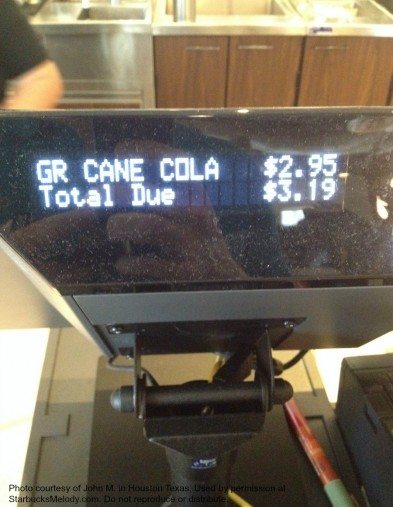 GR CANE COLA $2.95
Total Due $3.19
Photo courtesy of John M. in Houston Texas. Used by permission at
StarbucksMelody.com. Do not reproduce or distribute.